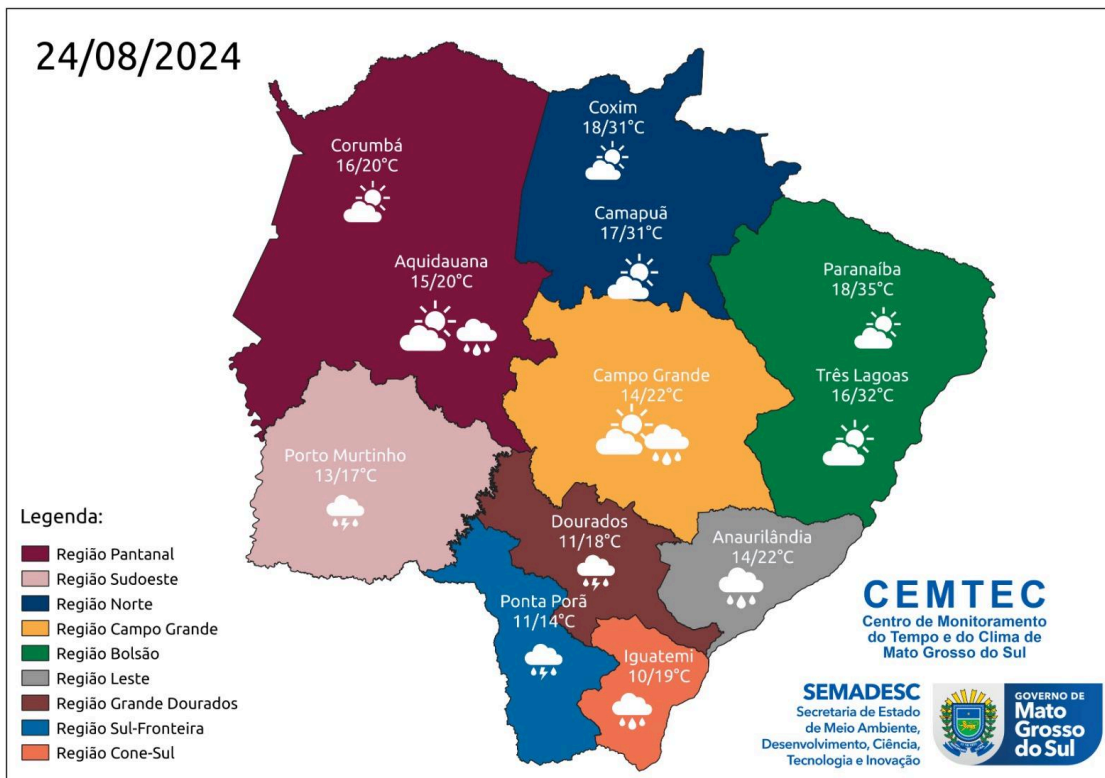 24/08/2024
Coxim
18/31°C
Corumbá
16/20°C
Camapuã
17/31°C
Aquidauana
15/20°C
Paranaíba
18/35°C
Campo Grande
14/22°C
Três Lagoas
16/32°C
Porto Murtinho
13/17°C
Dourados
11/18°C
Anaurilândia
14/22°C
Ponta Porã
11/14°C
Iguatemi
10/19°C
Legenda:
Região Pantanal
Região Sudoeste
Região Norte
Região Campo Grande
Região Bolsão
Região Leste
Região Grande Dourados
Região Sul-Fronteira
Região Cone-Sul
CEMTEC
Centro de Monitoramento
do Tempo e do Clima de
Mato Grosso do Sul
SEMADESC
Secretaria de Estado
de Meio Ambiente,
Desenvolvimento, Ciência,
Tecnologia e Inovação
GOVERNO DE
Mato
Grosso
do Sul